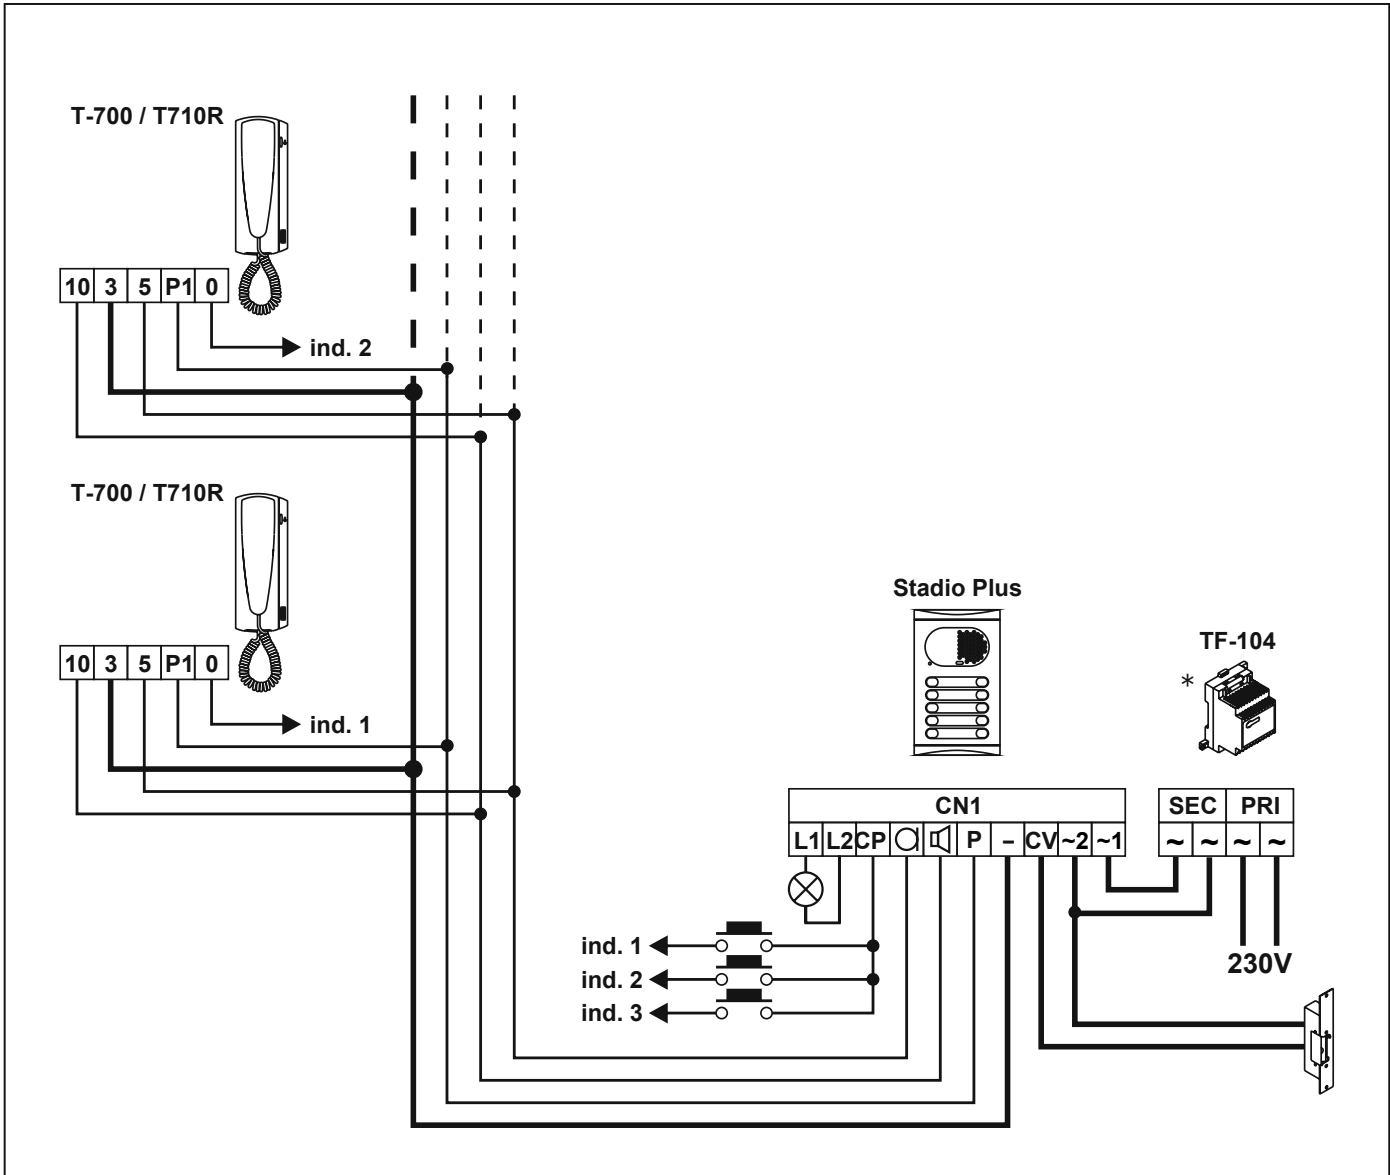 T-700 / T710R
10 3 5 P1 0
ind. 2
T-700 / T710R
10 3 5 P1 0
ind. 1
Stadio Plus
TF-104
*
CN1
L1 L2 CP P – CV ~2 ~1
SEC PRI
~ ~ ~ ~
230V
ind. 1
ind. 2
ind. 3